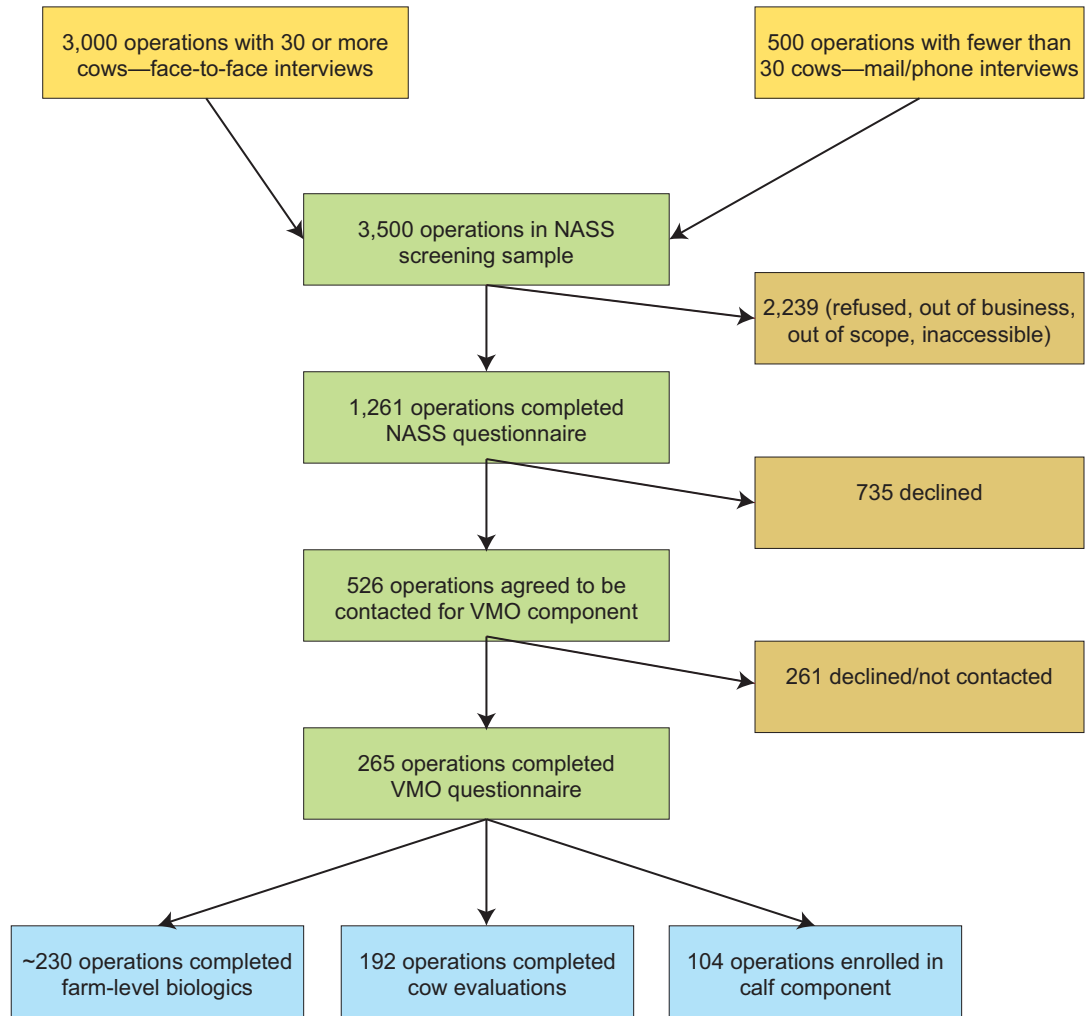 3,000 operations with 30 or more
cows—face-to-face interviews
500 operations with fewer than
30 cows—mail/phone interviews
3,500 operations in NASS
screening sample
2,239 (refused, out of business,
out of scope, inaccessible)
1,261 operations completed
NASS questionnaire
735 declined
526 operations agreed to be
contacted for VMO component
261 declined/not contacted
265 operations completed
VMO questionnaire
~230 operations completed
farm-level biologics
192 operations completed
cow evaluations
104 operations enrolled in
calf component